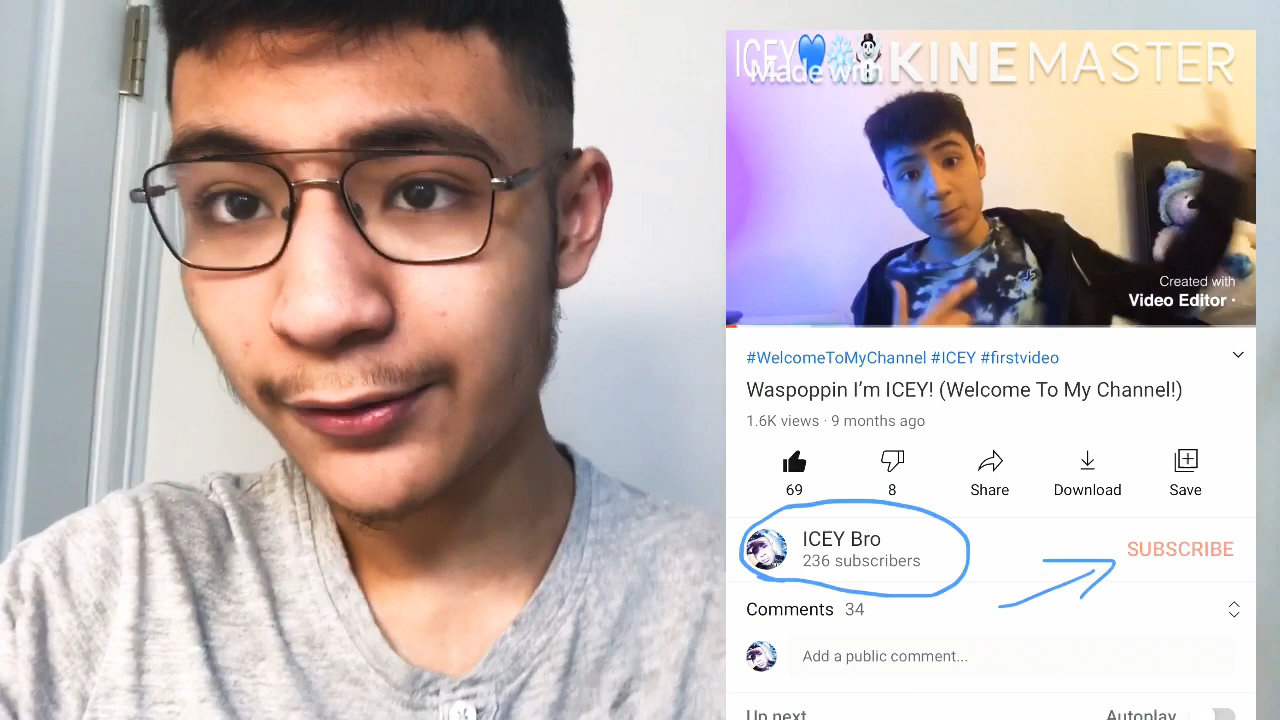 ICEY💙❄️⛄
Made with KINEMASTER
Created with
Video Editor ·
#WelcomeToMyChannel #ICEY #firstvideo
Waspoppin I’m ICEY! (Welcome To My Channel!)
1.6K views · 9 months ago
69 8 Share Download Save
ICEY Bro
236 subscribers
SUBSCRIBE
Comments 34
Add a public comment...
Up next Autoplay